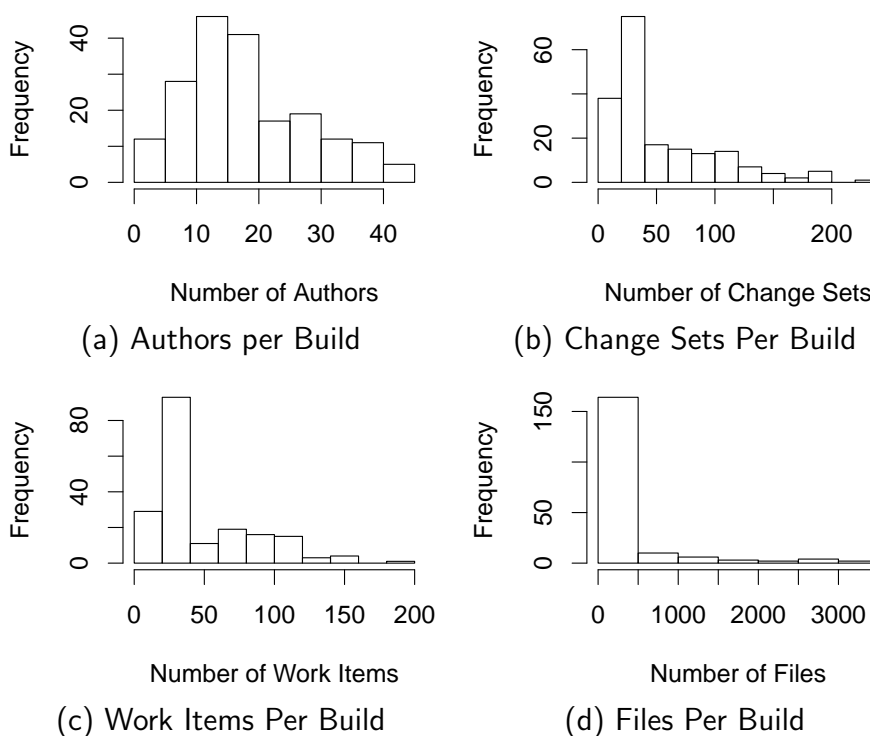 Frequency
0
20
40
0 10 20 30 40
Number of Authors
(a) Authors per Build
Frequency
0
20
60
0 50 100 200
Number of Change Sets
(b) Change Sets Per Build
Frequency
0
40
80
0 50 100 150 200
Number of Work Items
(c) Work Items Per Build
Frequency
0
50
150
0 1000 2000 3000
Number of Files
(d) Files Per Build